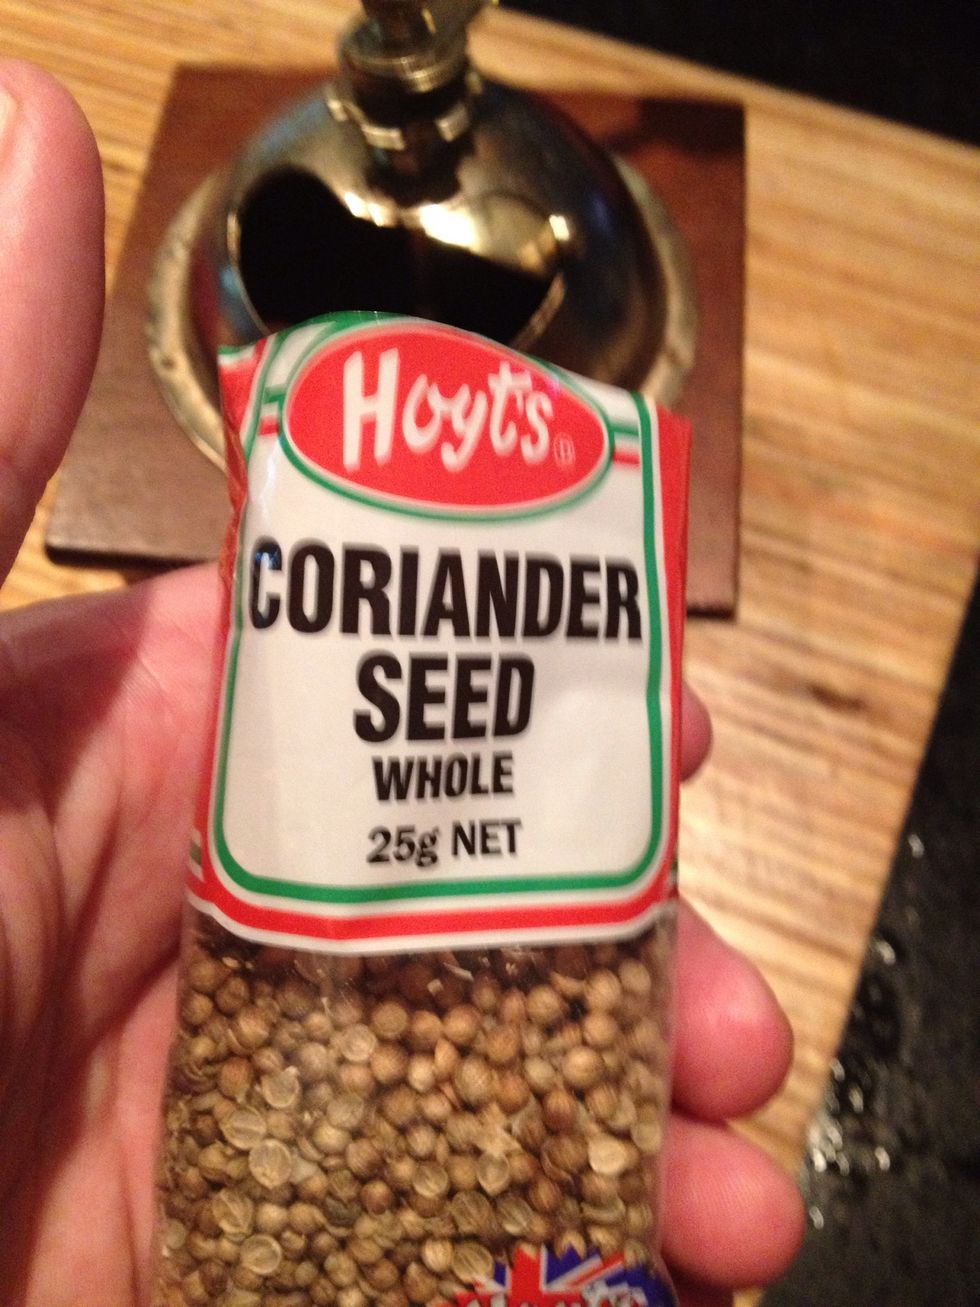 Hoyt's
CORIANDER
SEED
WHOLE
25g NET